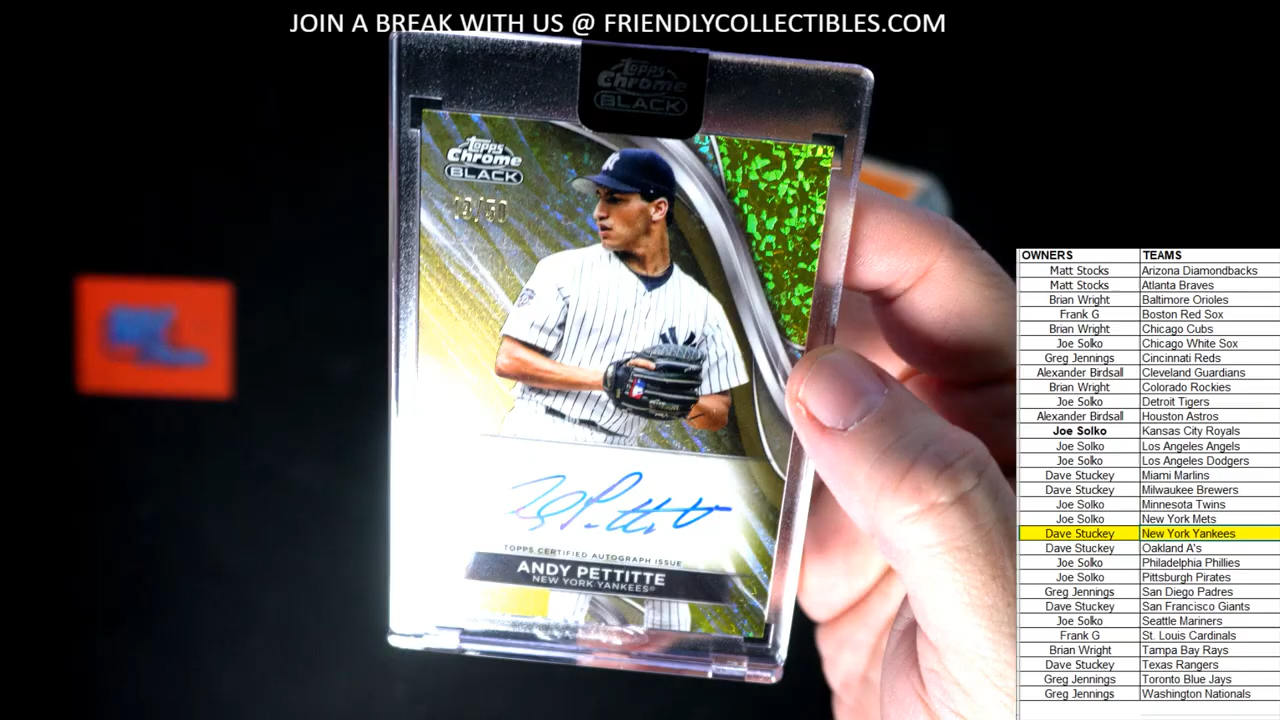 JOIN A BREAK WITH US @ FRIENDLYCOLLECTIBLES.COM
Topps
Chrome
BLACK
Topps
Chrome
BLACK
/50
NY
TOPPS CERTIFIED AUTOGRAPH ISSUE
ANDY PETTITTE
NEW YORK YANKEES®
OWNERS TEAMS
Matt Stocks Arizona Diamondbacks
Matt Stocks Atlanta Braves
Brian Wright Baltimore Orioles
Frank G Boston Red Sox
Brian Wright Chicago Cubs
Joe Solko Chicago White Sox
Greg Jennings Cincinnati Reds
Alexander Birdsall Cleveland Guardians
Brian Wright Colorado Rockies
Joe Solko Detroit Tigers
Alexander Birdsall Houston Astros
Joe Solko Kansas City Royals
Joe Solko Los Angeles Angels
Joe Solko Los Angeles Dodgers
Dave Stuckey Miami Marlins
Dave Stuckey Milwaukee Brewers
Joe Solko Minnesota Twins
Joe Solko New York Mets
Dave Stuckey New York Yankees
Dave Stuckey Oakland A's
Joe Solko Philadelphia Phillies
Joe Solko Pittsburgh Pirates
Greg Jennings San Diego Padres
Dave Stuckey San Francisco Giants
Joe Solko Seattle Mariners
Frank G St. Louis Cardinals
Brian Wright Tampa Bay Rays
Dave Stuckey Texas Rangers
Greg Jennings Toronto Blue Jays
Greg Jennings Washington Nationals